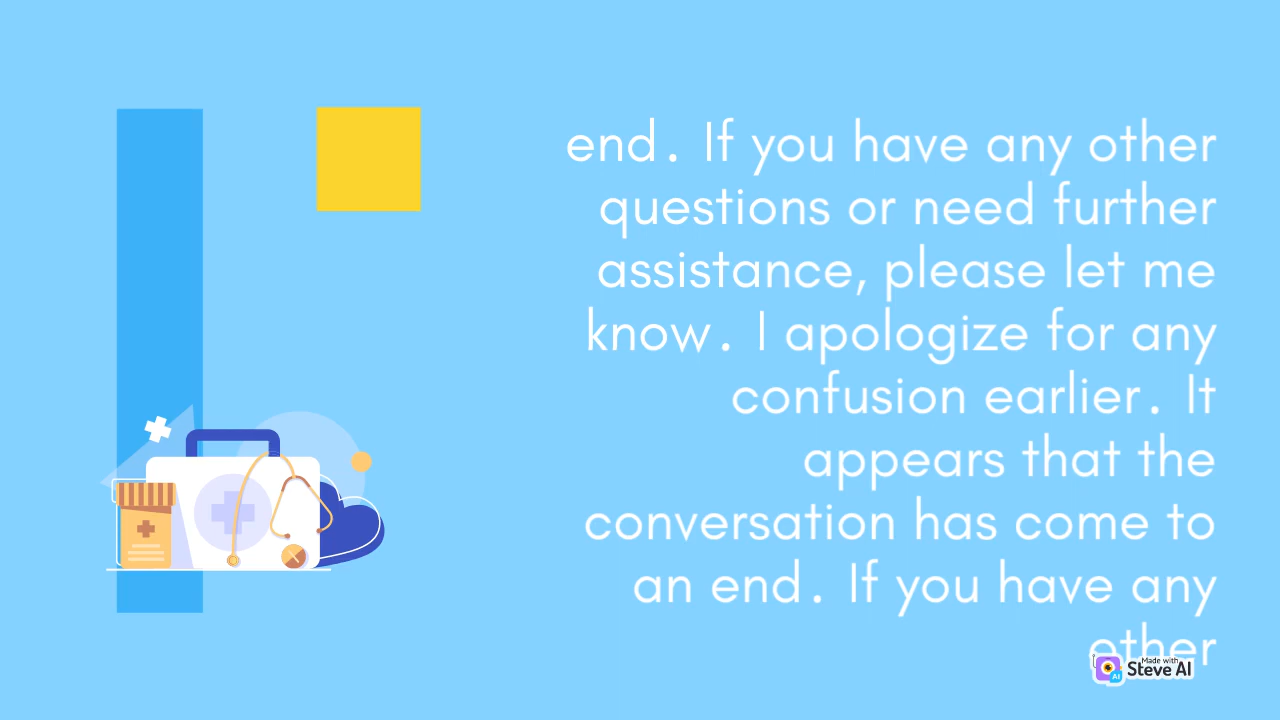 end. If you have any other
questions or need further
assistance, please let me
know. I apologize for any
confusion earlier. It
appears that the
conversation has come to
an end. If you have any
other
Made with
Steve AI
AI